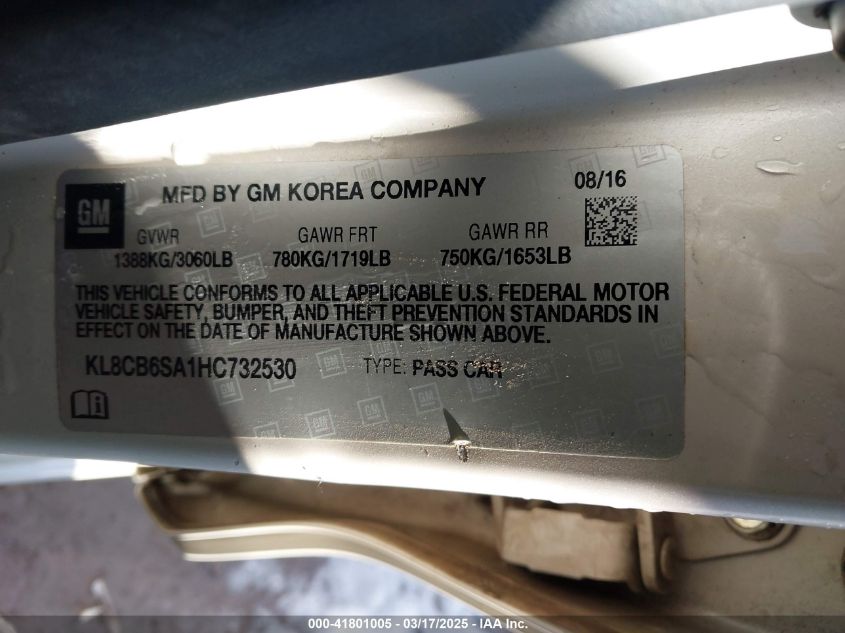 GM
MFD BY GM KOREA COMPANY
08/16
GVWR GAWR FRT GAWR RR
1388KG/3060LB 780KG/1719LB 750KG/1653LB
THIS VEHICLE CONFORMS TO ALL APPLICABLE U.S. FEDERAL MOTOR
VEHICLE SAFETY, BUMPER, AND THEFT PREVENTION STANDARDS IN
EFFECT ON THE DATE OF MANUFACTURE SHOWN ABOVE.
KL8CB6SA1HC732530 TYPE: PASS CAR
000-41801005 - 03/17/2025 - IAA Inc.